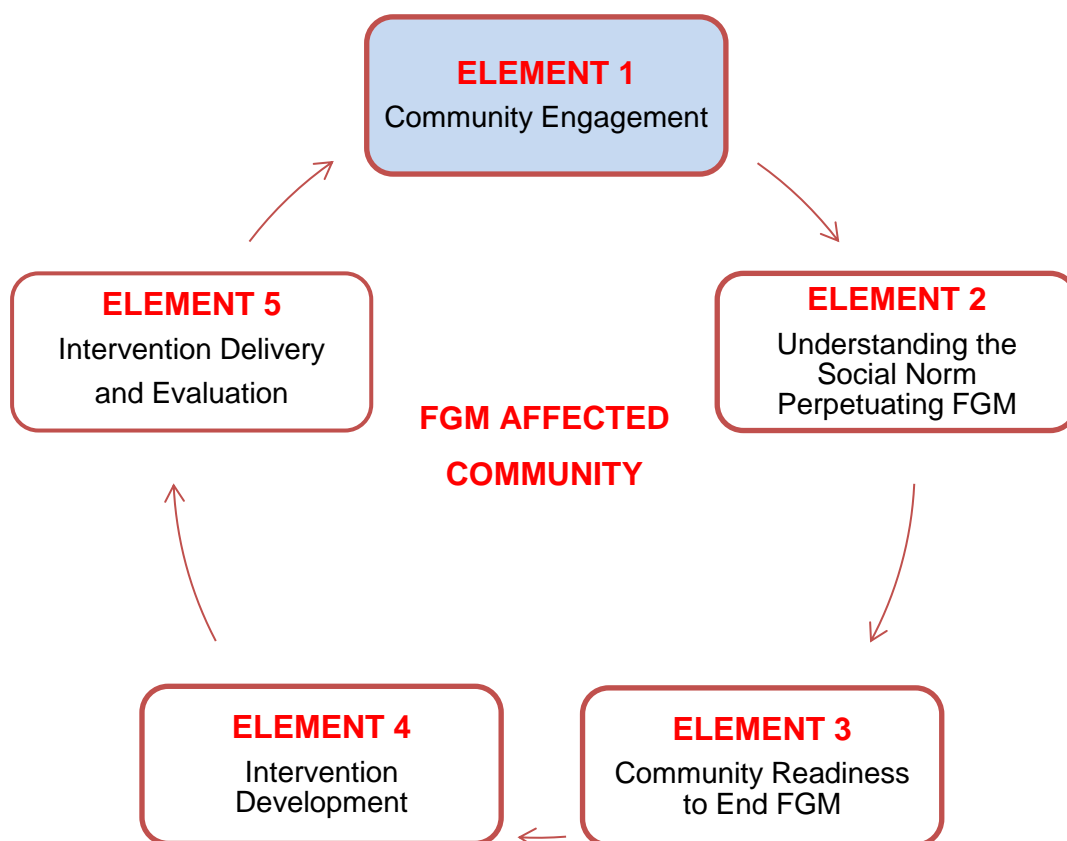 ELEMENT 1
Community Engagement
ELEMENT 2
Understanding the
Social Norm
Perpetuating FGM
ELEMENT 3
Community Readiness
to End FGM
ELEMENT 4
Intervention
Development
ELEMENT 5
Intervention Delivery
and Evaluation
FGM AFFECTED
COMMUNITY